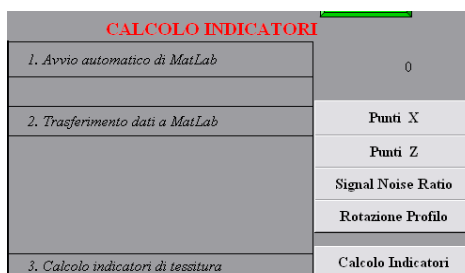 CALCOLO INDICATORI
1. Avvio automatico di MatLab
0
2. Trasferimento dati a MatLab
Punti X
Punti Z
Signal Noise Ratio
Rotazione Profilo
3. Calcolo indicatori di tessitura
Calcolo Indicatori